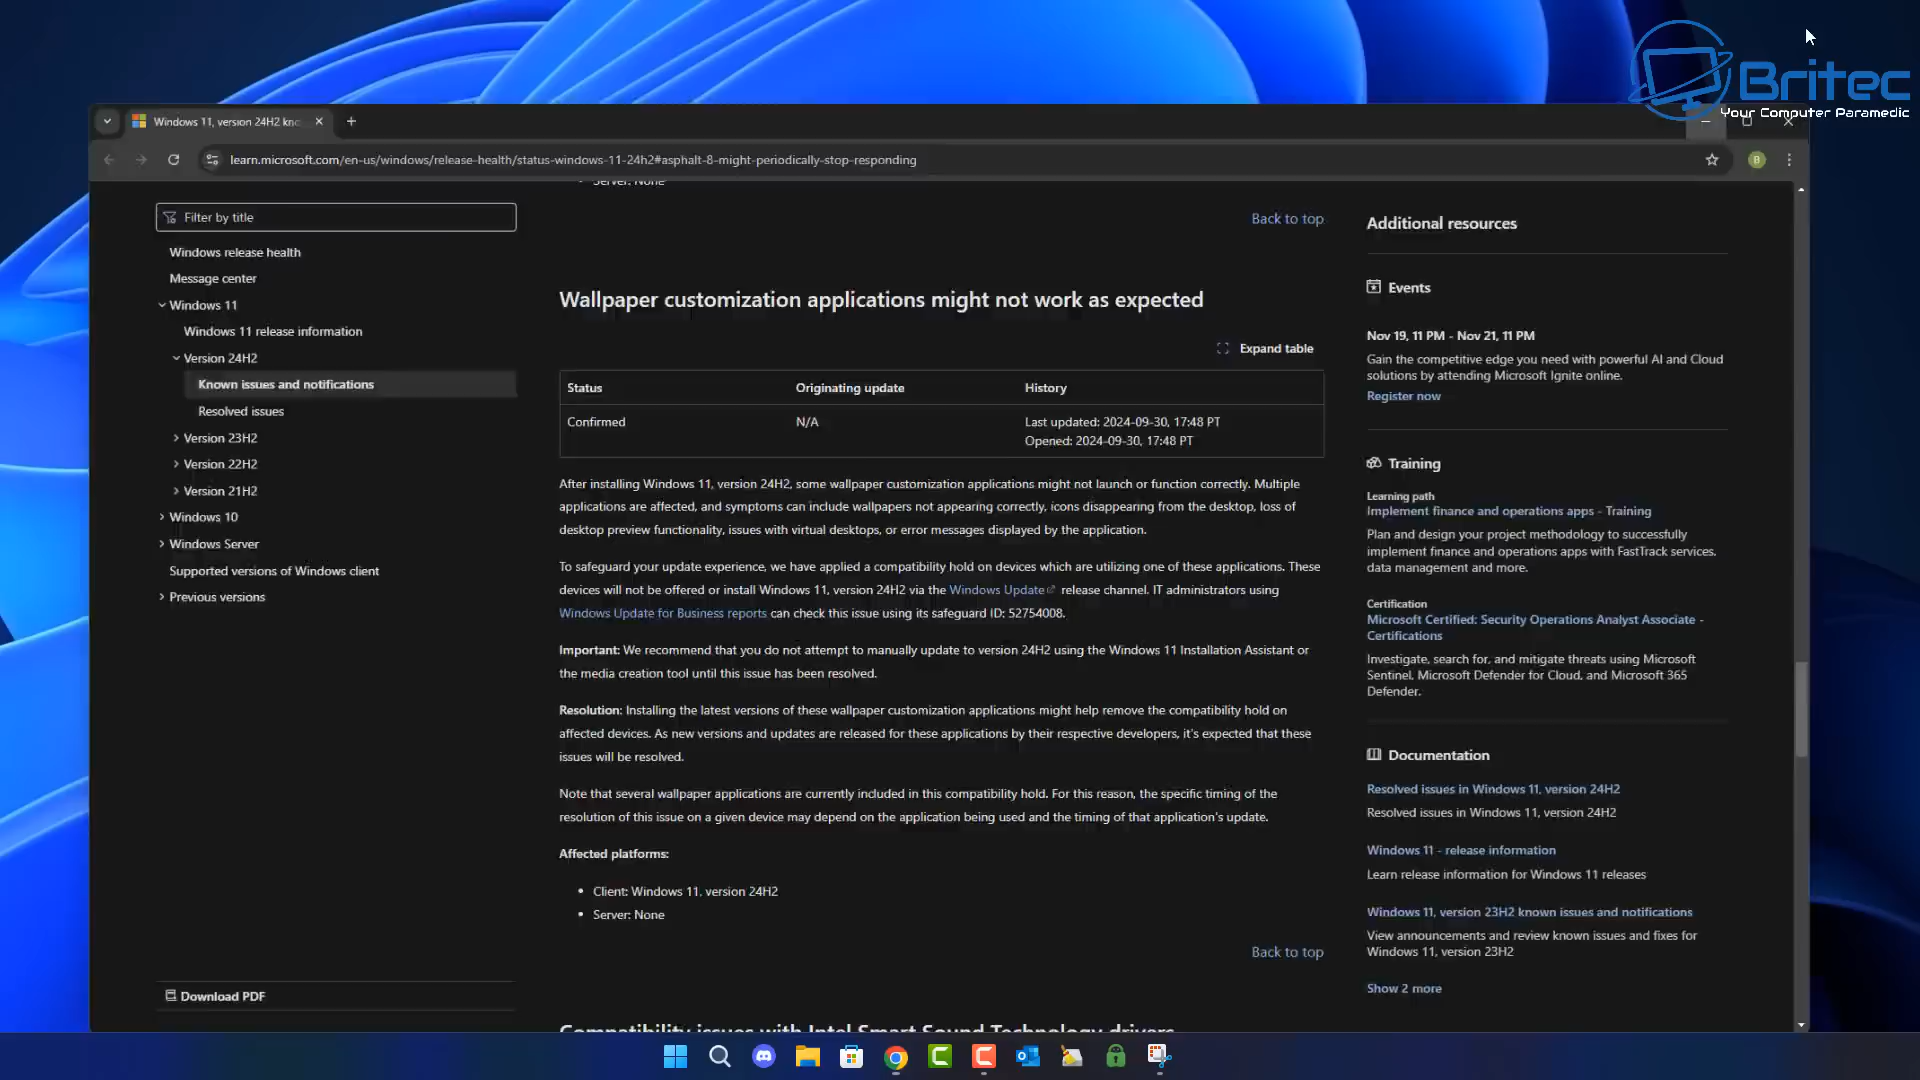 Britec
Your Computer Paramedic
Windows 11, version 24H2 kno
learn.microsoft.com/en-us/windows/release-health/status-windows-11-24h2#asphalt-8-might-periodically-stop-responding
B
Filter by title
Windows release health
Message center
Windows 11
Windows 11 release information
Version 24H2
Known issues and notifications
Resolved issues
Version 23H2
Version 22H2
Version 21H2
Windows 10
Windows Server
Supported versions of Windows client
Previous versions
Download PDF
Server: None
Back to top
Wallpaper customization applications might not work as expected
Expand table
Status Originating update History
Confirmed N/A Last updated: 2024-09-30, 17:48 PT
Opened: 2024-09-30, 17:48 PT
After installing Windows 11, version 24H2, some wallpaper customization applications might not launch or function correctly. Multiple
applications are affected, and symptoms can include wallpapers not appearing correctly, icons disappearing from the desktop, loss of
desktop preview functionality, issues with virtual desktops, or error messages displayed by the application.
To safeguard your update experience, we have applied a compatibility hold on devices which are utilizing one of these applications. These
devices will not be offered or install Windows 11, version 24H2 via the Windows Update release channel. IT administrators using
Windows Update for Business reports can check this issue using its safeguard ID: 52754008.
Important: We recommend that you do not attempt to manually update to version 24H2 using the Windows 11 Installation Assistant or
the media creation tool until this issue has been resolved.
Resolution: Installing the latest versions of these wallpaper customization applications might help remove the compatibility hold on
affected devices. As new versions and updates are released for these applications by their respective developers, it's expected that these
issues will be resolved.
Note that several wallpaper applications are currently included in this compatibility hold. For this reason, the specific timing of the
resolution of this issue on a given device may depend on the application being used and the timing of that application's update.
Affected platforms:
• Client: Windows 11, version 24H2
• Server: None
Back to top
Compatibility issues with Intel Smart Sound Technology drivers
Additional resources
Events
Nov 19, 11 PM - Nov 21, 11 PM
Gain the competitive edge you need with powerful AI and Cloud
solutions by attending Microsoft Ignite online.
Register now
Training
Learning path
Implement finance and operations apps - Training
Plan and design your project methodology to successfully
implement finance and operations apps with FastTrack services,
data management and more.
Certification
Microsoft Certified: Security Operations Analyst Associate -
Certifications
Investigate, search for, and mitigate threats using Microsoft
Sentinel, Microsoft Defender for Cloud, and Microsoft 365
Defender.
Documentation
Resolved issues in Windows 11, version 24H2
Resolved issues in Windows 11, version 24H2
Windows 11 - release information
Learn release information for Windows 11 releases
Windows 11, version 23H2 known issues and notifications
View announcements and review known issues and fixes for
Windows 11, version 23H2
Show 2 more